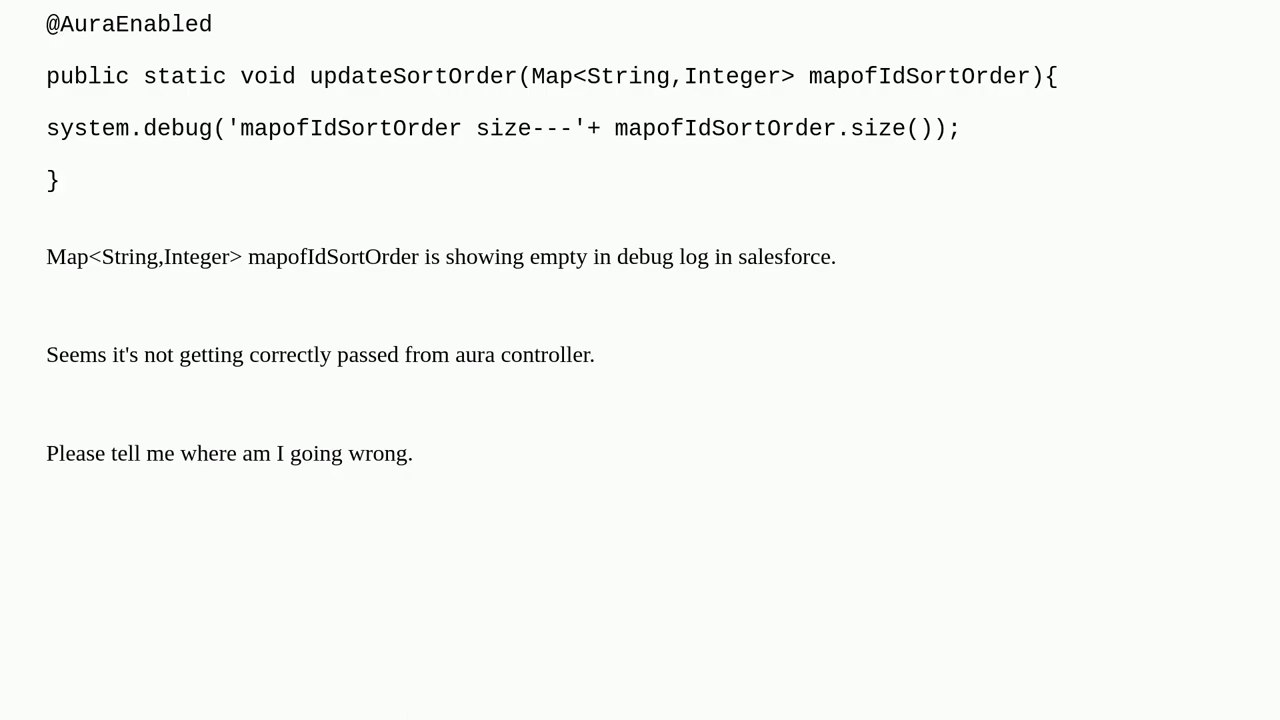 @AuraEnabled
public static void updateSortOrder(Map<String,Integer> mapofIdSortOrder){
system.debug('mapofIdSortOrder size---'+ mapofIdSortOrder.size());
}
Map<String,Integer> mapofIdSortOrder is showing empty in debug log in salesforce.
Seems it's not getting correctly passed from aura controller.
Please tell me where am I going wrong.